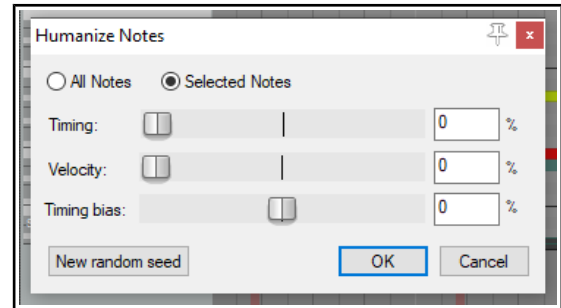 Humanize Notes
All Notes Selected Notes
Timing: 0 %
Velocity: 0 %
Timing bias: 0 %
New random seed OK Cancel